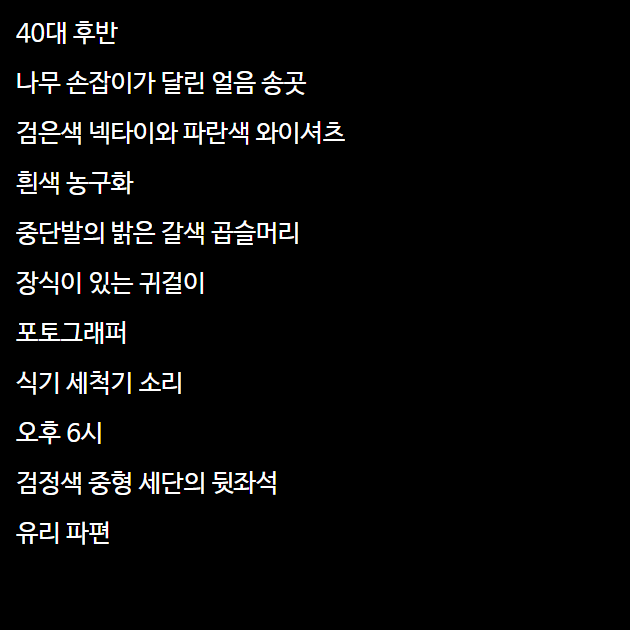 40대 후반
나무 손잡이가 달린 얼음 송곳
검은색 넥타이와 파란색 와이셔츠
흰색 농구화
중단발의 밝은 갈색 곱슬머리
장식이 있는 귀걸이
포토그래퍼
식기 세척기 소리
오후 6시
검정색 중형 세단의 뒷좌석
유리 파편